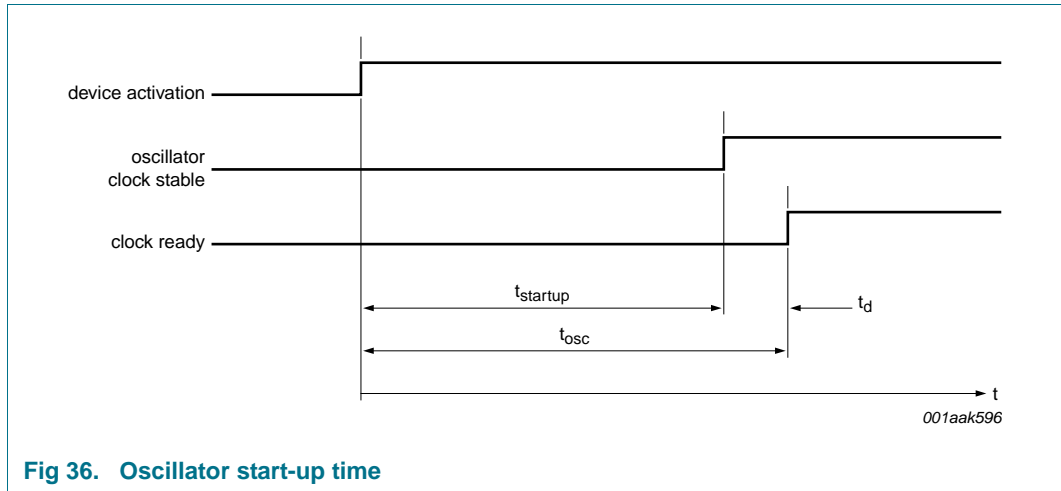 device activation
oscillator
clock stable
clock ready
tstartup
td
tosc
t
001aak596
Fig 36. Oscillator start-up time